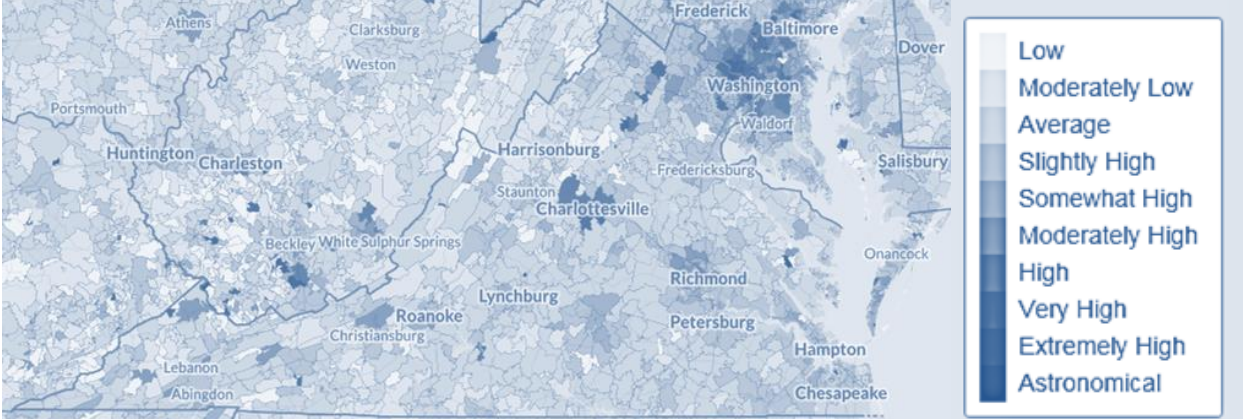 Frederick
Athens
Clarksburg
Baltimore
Dover
Weston
Washington
Portsmouth
Waldorf
Huntington
Charleston
Harrisonburg
Salisbury
Fredericksburg
Staunton
Charlottesville
Beckley
White Sulphur Springs
Onancock
Richmond
Lynchburg
Roanoke
Petersburg
Christiansburg
Hampton
Lebanon
Abingdon
Chesapeake
Low
Moderately Low
Average
Slightly High
Somewhat High
Moderately High
High
Very High
Extremely High
Astronomical